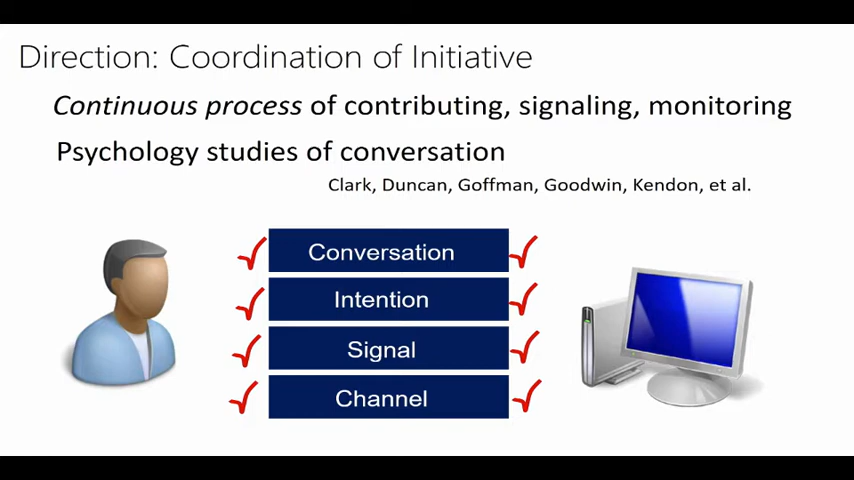 Direction: Coordination of Initiative
Continuous process of contributing, signaling, monitoring
Psychology studies of conversation
Clark, Duncan, Goffman, Goodwin, Kendon, et al.
Conversation
Intention
Signal
Channel